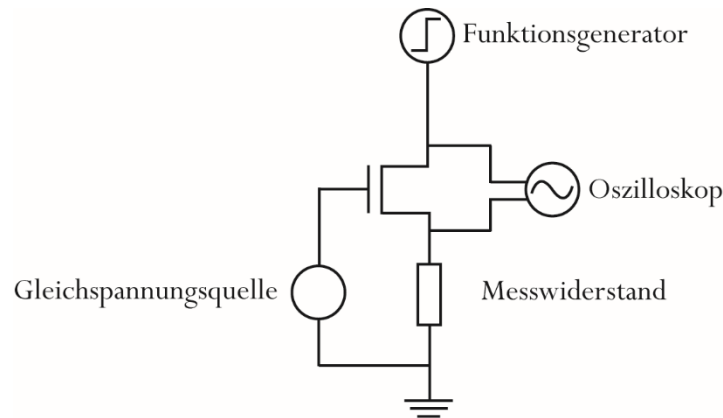 Funktionsgenerator
Oszilloskop
Gleichspannungsquelle
Messwiderstand